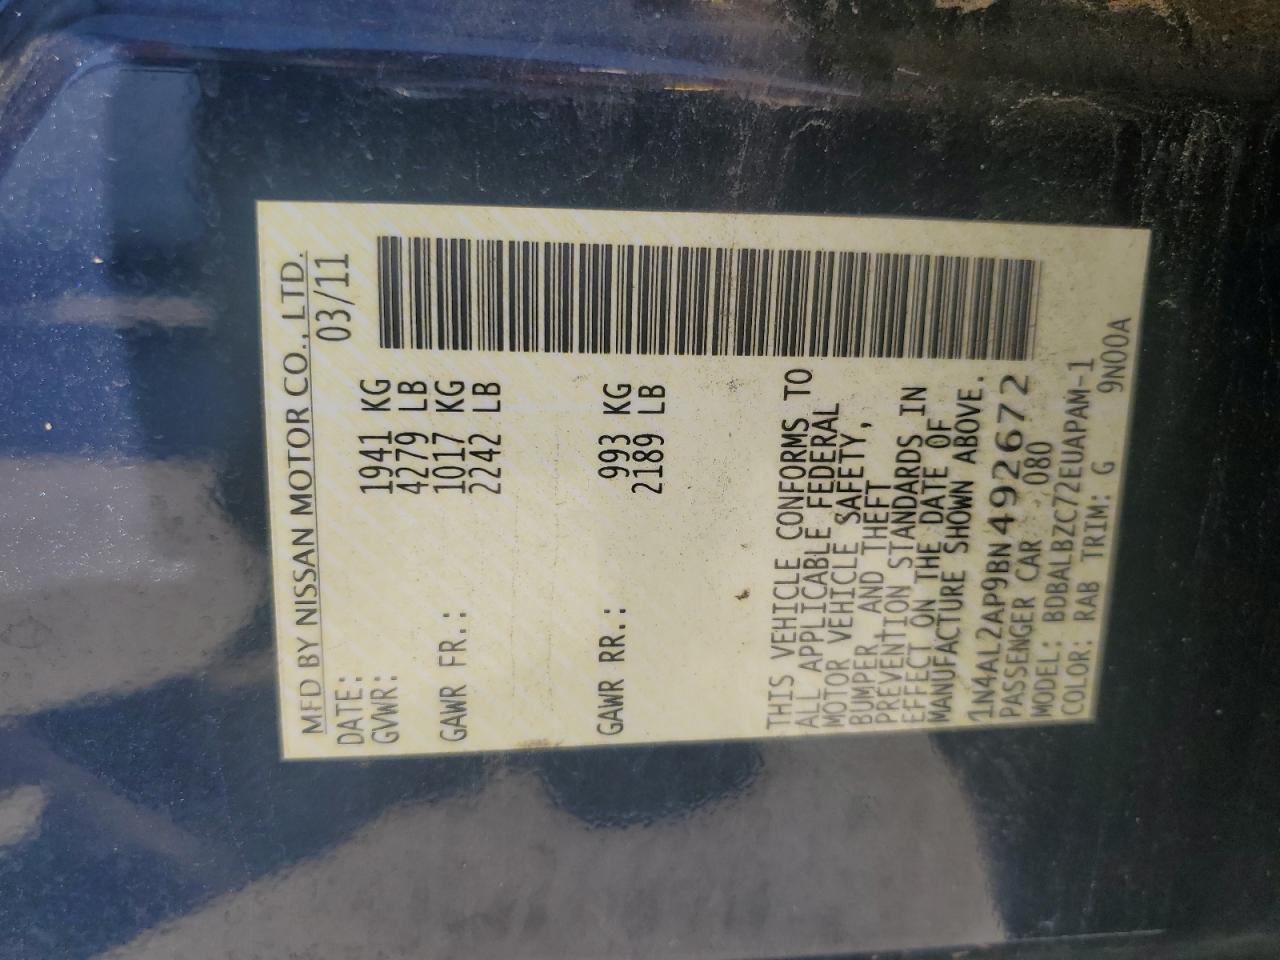 MFD BY NISSAN MOTOR CO., LTD.
DATE: 03/11
GVWR: 1941 KG
4279 LB
GAWR FR.: 1017 KG
2242 LB
GAWR RR.: 993 KG
2189 LB
THIS VEHICLE CONFORMS TO
ALL APPLICABLE FEDERAL
MOTOR VEHICLE SAFETY,
BUMPER AND THEFT
PREVENTION STANDARDS IN
EFFECT ON THE DATE OF
MANUFACTURE SHOWN ABOVE.
1N4AL2AP9BN492672
PASSENGER CAR 080
MODEL: BDBALBZC72EUAPAM-1
COLOR: RAB TRIM: G 9N00A